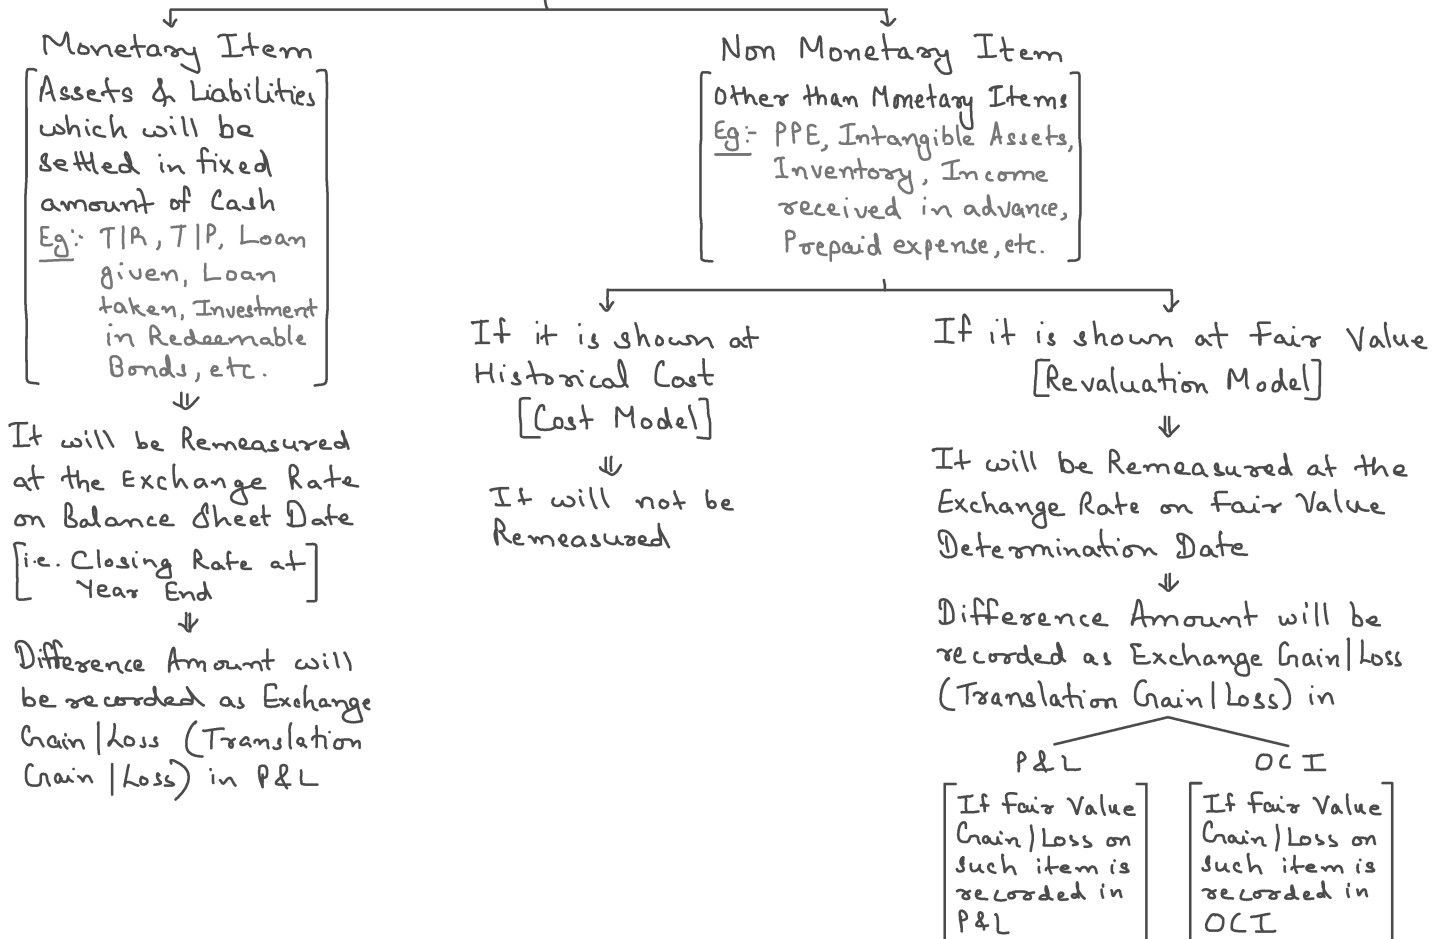 Monetary Item
Assets & Liabilities
which will be
settled in fixed
amount of Cash
Eg:- T/R, T/P, Loan
given, Loan
taken, Investment
in Redeemable
Bonds, etc.
It will be Remeasured
at the Exchange Rate
on Balance Sheet Date
[i.e. Closing Rate at
Year End]
Difference Amount will
be recorded as Exchange
Gain/Loss (Translation
Gain/Loss) in P&L
Non Monetary Item
Other than Monetary Items
Eg:- PPE, Intangible Assets,
Inventory, Income
received in advance,
Prepaid expense, etc.
If it is shown at
Historical Cost
[Cost Model]
It will not be
Remeasured
If it is shown at Fair Value
[Revaluation Model]
It will be Remeasured at the
Exchange Rate on Fair Value
Determination Date
Difference Amount will be
recorded as Exchange Gain/Loss
(Translation Gain/Loss) in
P&L
If Fair Value
Gain/Loss on
such item is
recorded in
P&L
OCI
If Fair Value
Gain/Loss on
such item is
recorded in
OCI